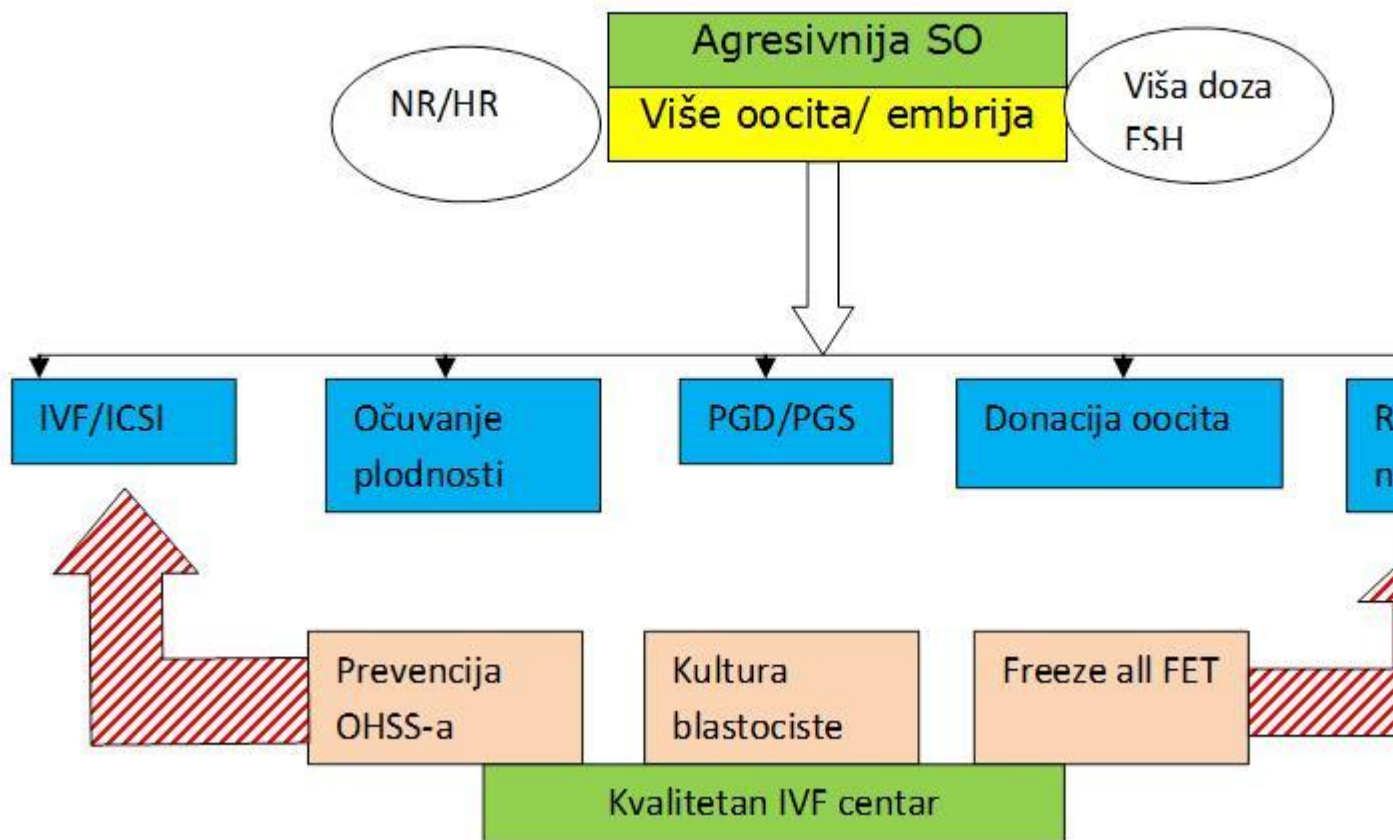 Agresivnija SO
NR/HR
Više oocita/ embrija
Viša doza
FSH
IVF/ICSI
Očuvanje
plodnosti
PGD/PGS
Donacija oocita
Prevencija
OHSS-a
Kultura
blastociste
Freeze all FET
Kvalitetan IVF centar